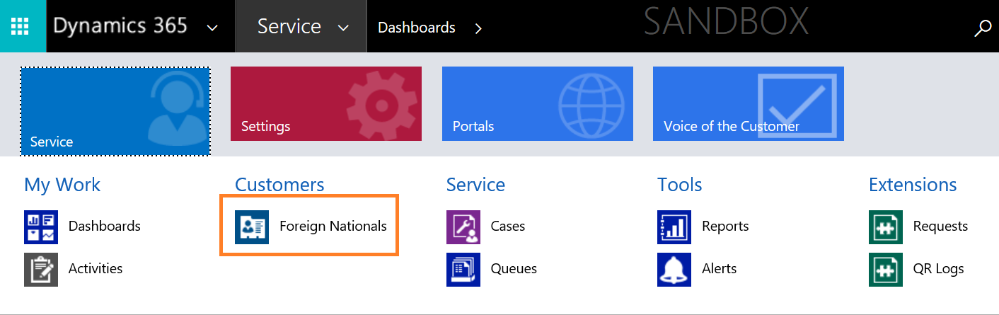 Dynamics 365 Service Dashboards SANDBOX
Service Settings Portals Voice of the Customer
My Work Customers Service Tools Extensions
Dashboards Foreign Nationals Cases Reports Requests
Activities Queues Alerts QR Logs